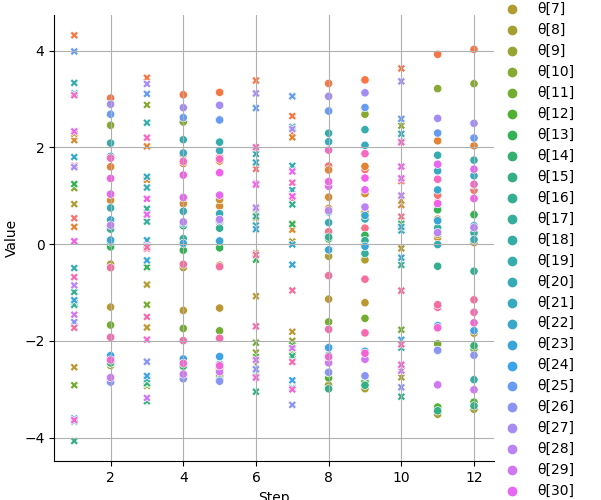 4
2
0
−2
−4
Value
2
4
6
8
10
12
Step
θ[7]
θ[8]
θ[9]
θ[10]
θ[11]
θ[12]
θ[13]
θ[14]
θ[15]
θ[16]
θ[17]
θ[18]
θ[19]
θ[20]
θ[21]
θ[22]
θ[23]
θ[24]
θ[25]
θ[26]
θ[27]
θ[28]
θ[29]
θ[30]